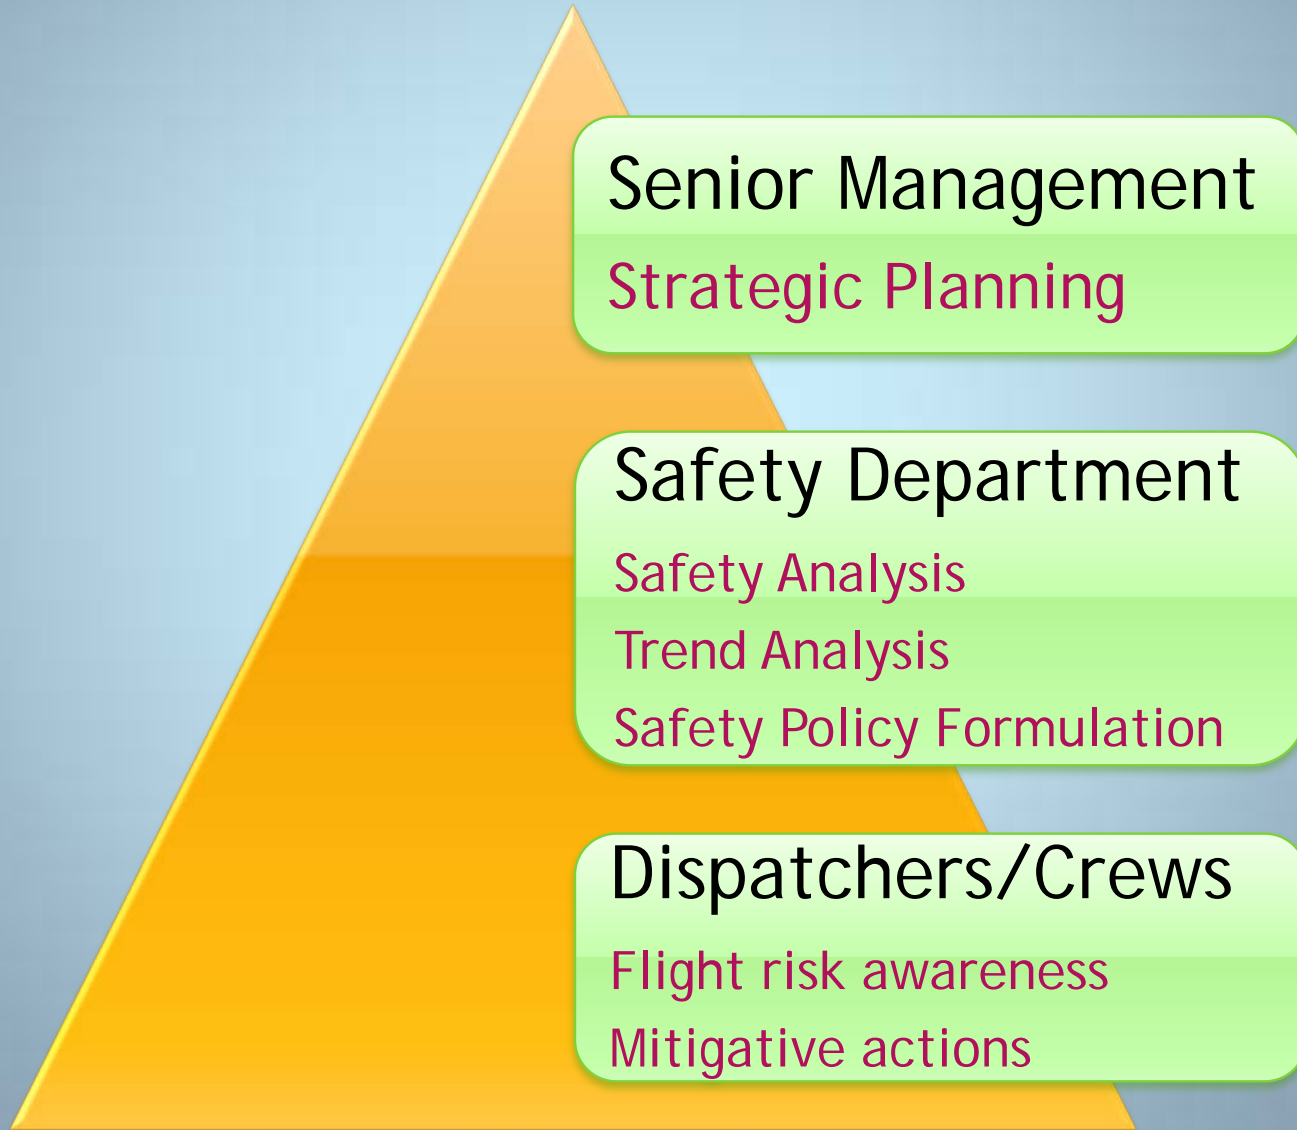 Senior Management
Strategic Planning
Safety Department
Safety Analysis
Trend Analysis
Safety Policy Formulation
Dispatchers/Crews
Flight risk awareness
Mitigative actions